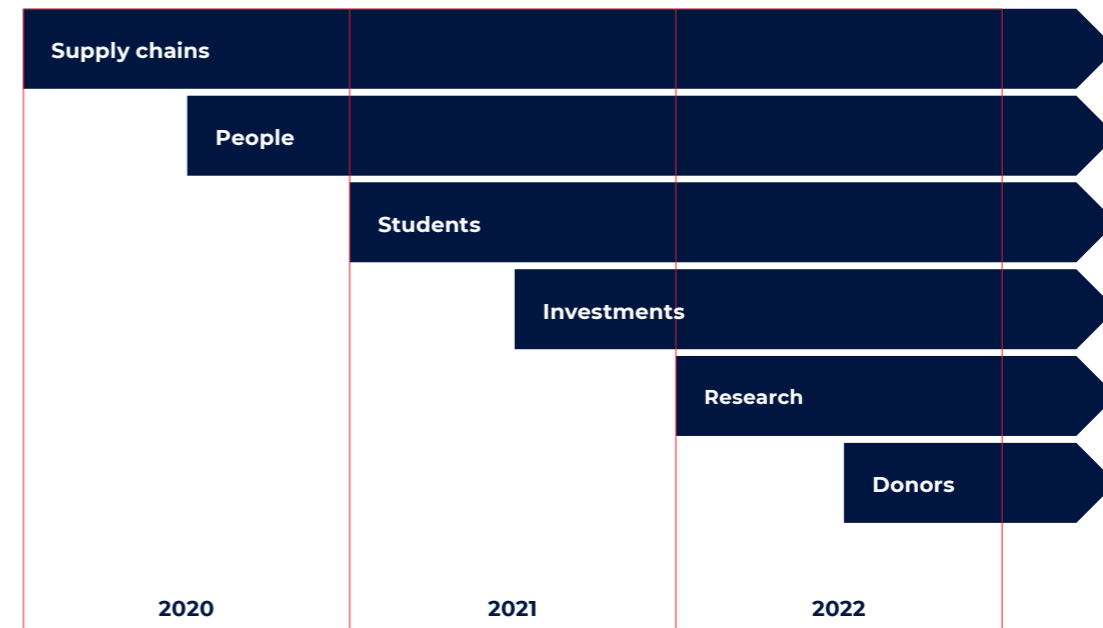 Supply chains
People
Students
Investments
Research
Donors
2020
2021
2022